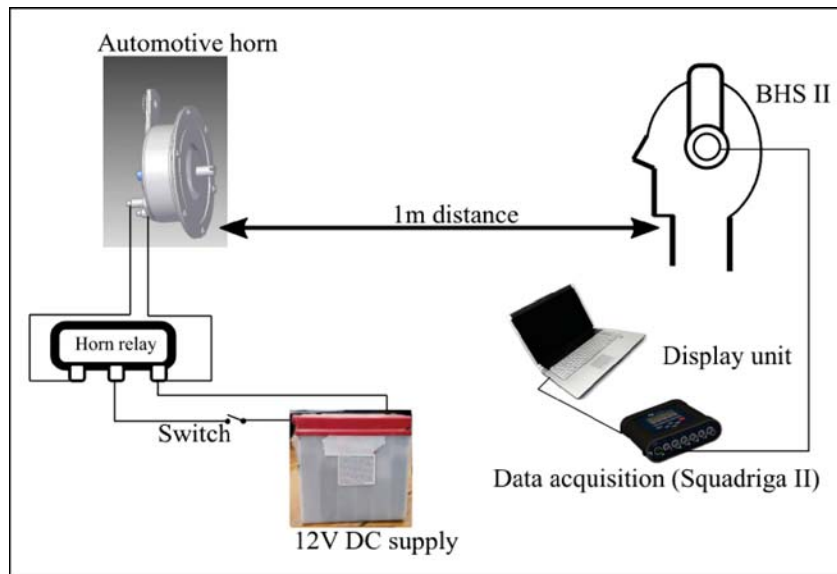 Automotive horn
BHS II
1m distance
Horn relay
Switch
Display unit
Data acquisition (Squadriga II)
12V DC supply